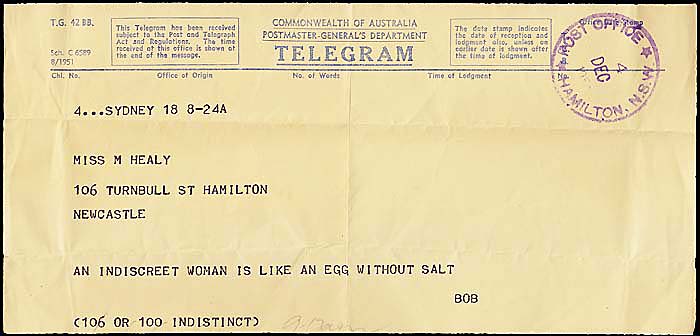 T.G. 42 BB.
Sch. C 6589
8/1951
This Telegram has been received
subject to the Post and Telegraph
Act and Regulations. The time
received at this office is shown at
the end of the message.
COMMONWEALTH OF AUSTRALIA
POSTMASTER-GENERAL'S DEPARTMENT
TELEGRAM
The date stamp indicates
the date of reception and
lodgment also, unless an
earlier date is shown after
the time of lodgment.
POST OFFICE
4
DEC
HAMILTON, N.S.W.
Chl. No. Office of Origin No. of Words Time of Lodgment
4...SYDNEY 18 8-24A
MISS M HEALY
106 TURNBULL ST HAMILTON
NEWCASTLE
AN INDISCREET WOMAN IS LIKE AN EGG WITHOUT SALT
BOB
(106 OR 100 INDISTINCT)